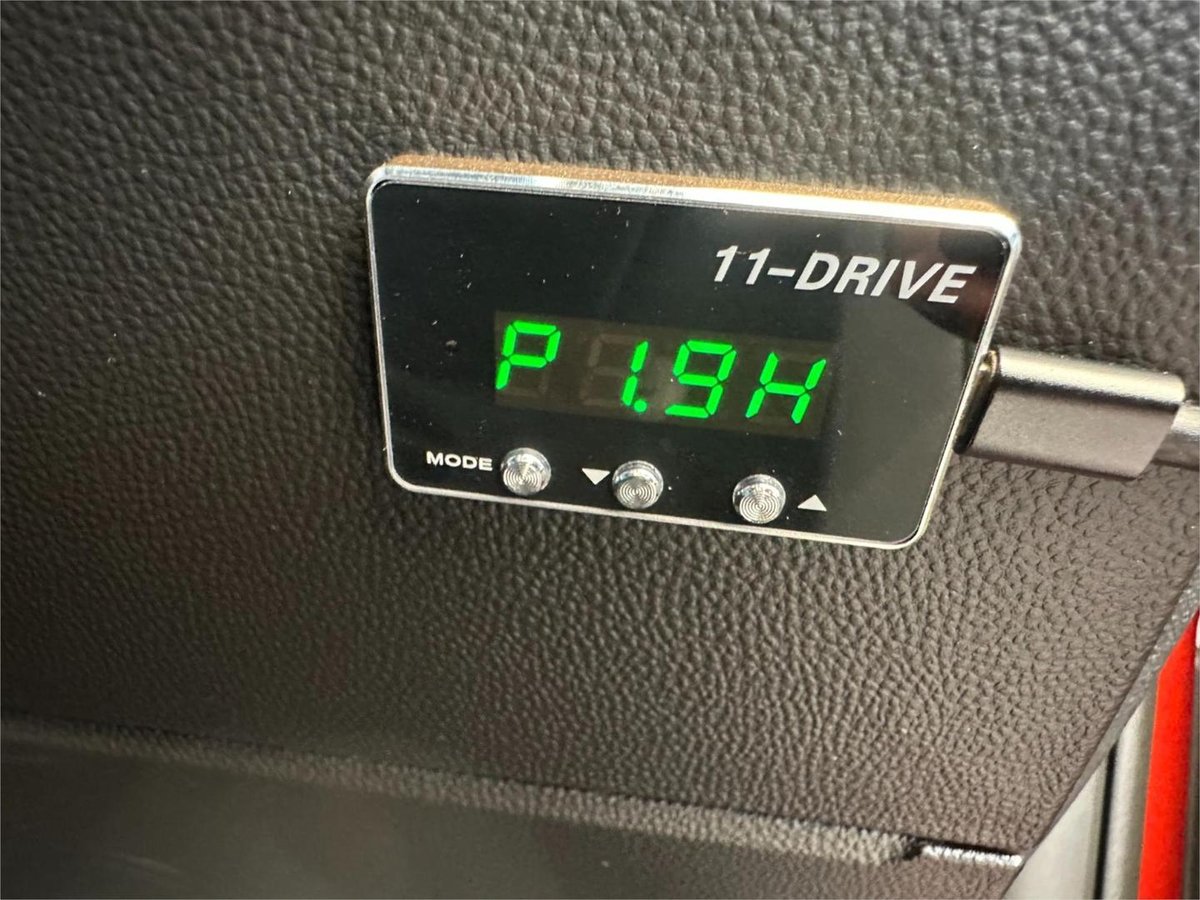 11-DRIVE
P 1.9H
MODE ▼ ▲